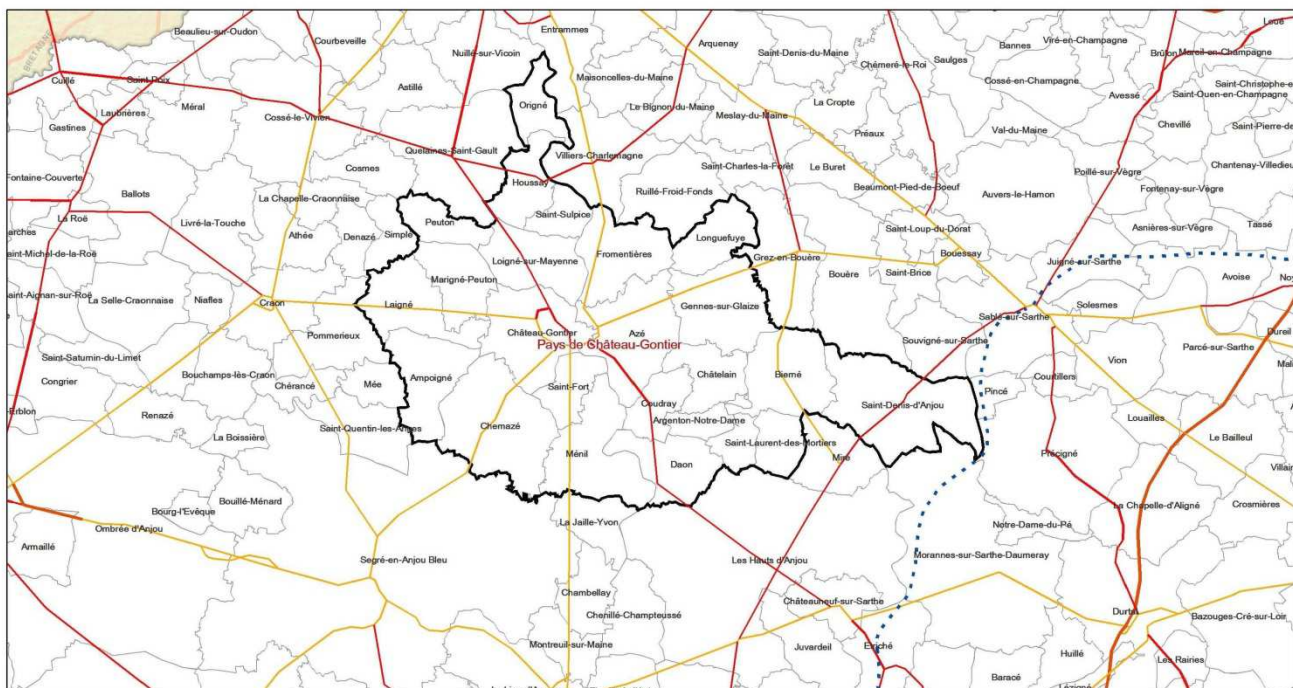 BRETAGNE
Beaulieu-sur-Oudon
Courbeveille
Nuillé-sur-Vicoin
Entrammes
Arquenay
Saint-Denis-du-Maine
Bannes
Viré-en-Champagne
Brûlon
Loué
Mareil-en-Champagne
Cuillé
Saint-Poix
Méral
Astillé
Maisoncelles-du-Maine
Chémeré-le-Roi
Saulges
Cossé-en-Champagne
Avessé
Saint-Christophe-e
Saint-Ouen-en-Champagne
Laubrières
Cossé-le-Vivien
Origné
Le Bignon-du-Maine
Meslay-du-Maine
La Cropte
Préaux
Val-du-Maine
Chevillé
Saint-Pierre-de
Gastines
Cosmes
Quelaines-Saint-Gault
Villiers-Charlemagne
Saint-Charles-la-Forêt
Le Buret
Poillé-sur-Vègre
Chantenay-Villedieu
Fontaine-Couverte
Ballots
La Chapelle-Craonnaise
Houssay
Ruillé-Froid-Fonds
Beaumont-Pied-de-Boeuf
Auvers-le-Hamon
Fontenay-sur-Vègre
La Roë
arches
Livré-la-Touche
Athée
Denazé
Simplé
Peuton
Saint-Sulpice
Longuefuye
Saint-Loup-du-Dorat
Asnières-sur-Vègre
Tassé
Saint-Michel-de-la-Roë
Loigné-sur-Mayenne
Fromentières
Grez-en-Bouère
Bouessay
Juigné-sur-Sarthe
Saint-Aignan-sur-Roë
La Selle-Craonnaise
Niafles
Craon
Marigné-Peuton
Laigné
Gennes-sur-Glaize
Bouère
Saint-Brice
Avoise
Noy
Solesmes
Sablé-sur-Sarthe
Pommerieux
Château-Gontier
Azé
Pays de Château-Gontier
Souvigné-sur-Sarthe
Dureil
Parcé-sur-Sarthe
Saint-Saturnin-du-Limet
Congrier
Bouchamps-lès-Craon
Chérancé
Mée
Ampoigné
Saint-Fort
Châtelain
Bierné
Vion
Mali
Courtillers
Pincé
-Erblon
Renazé
Coudray
Saint-Denis-d'Anjou
Louailles
La Boissière
Saint-Quentin-les-Anges
Chemazé
Argenton-Notre-Dame
Saint-Laurent-des-Mortiers
Le Bailleul
Ménil
Daon
Miré
Précigné
Villain
Bouillé-Ménard
Bourg-l'Evêque
La Chapelle-d'Aligné
Crosmières
Ombrée d'Anjou
La Jaille-Yvon
Notre-Dame-du-Pé
Armaillé
Segré-en-Anjou Bleu
Les Hauts d'Anjou
Morannes-sur-Sarthe-Daumeray
Chambellay
Châteauneuf-sur-Sarthe
Chenillé-Champteussé
Durtal
Bazouges-Cré-sur-Loir
Montreuil-sur-Maine
Juvardeil
Etriché
Huillé
Les Rairies
Baracé
Lézigné